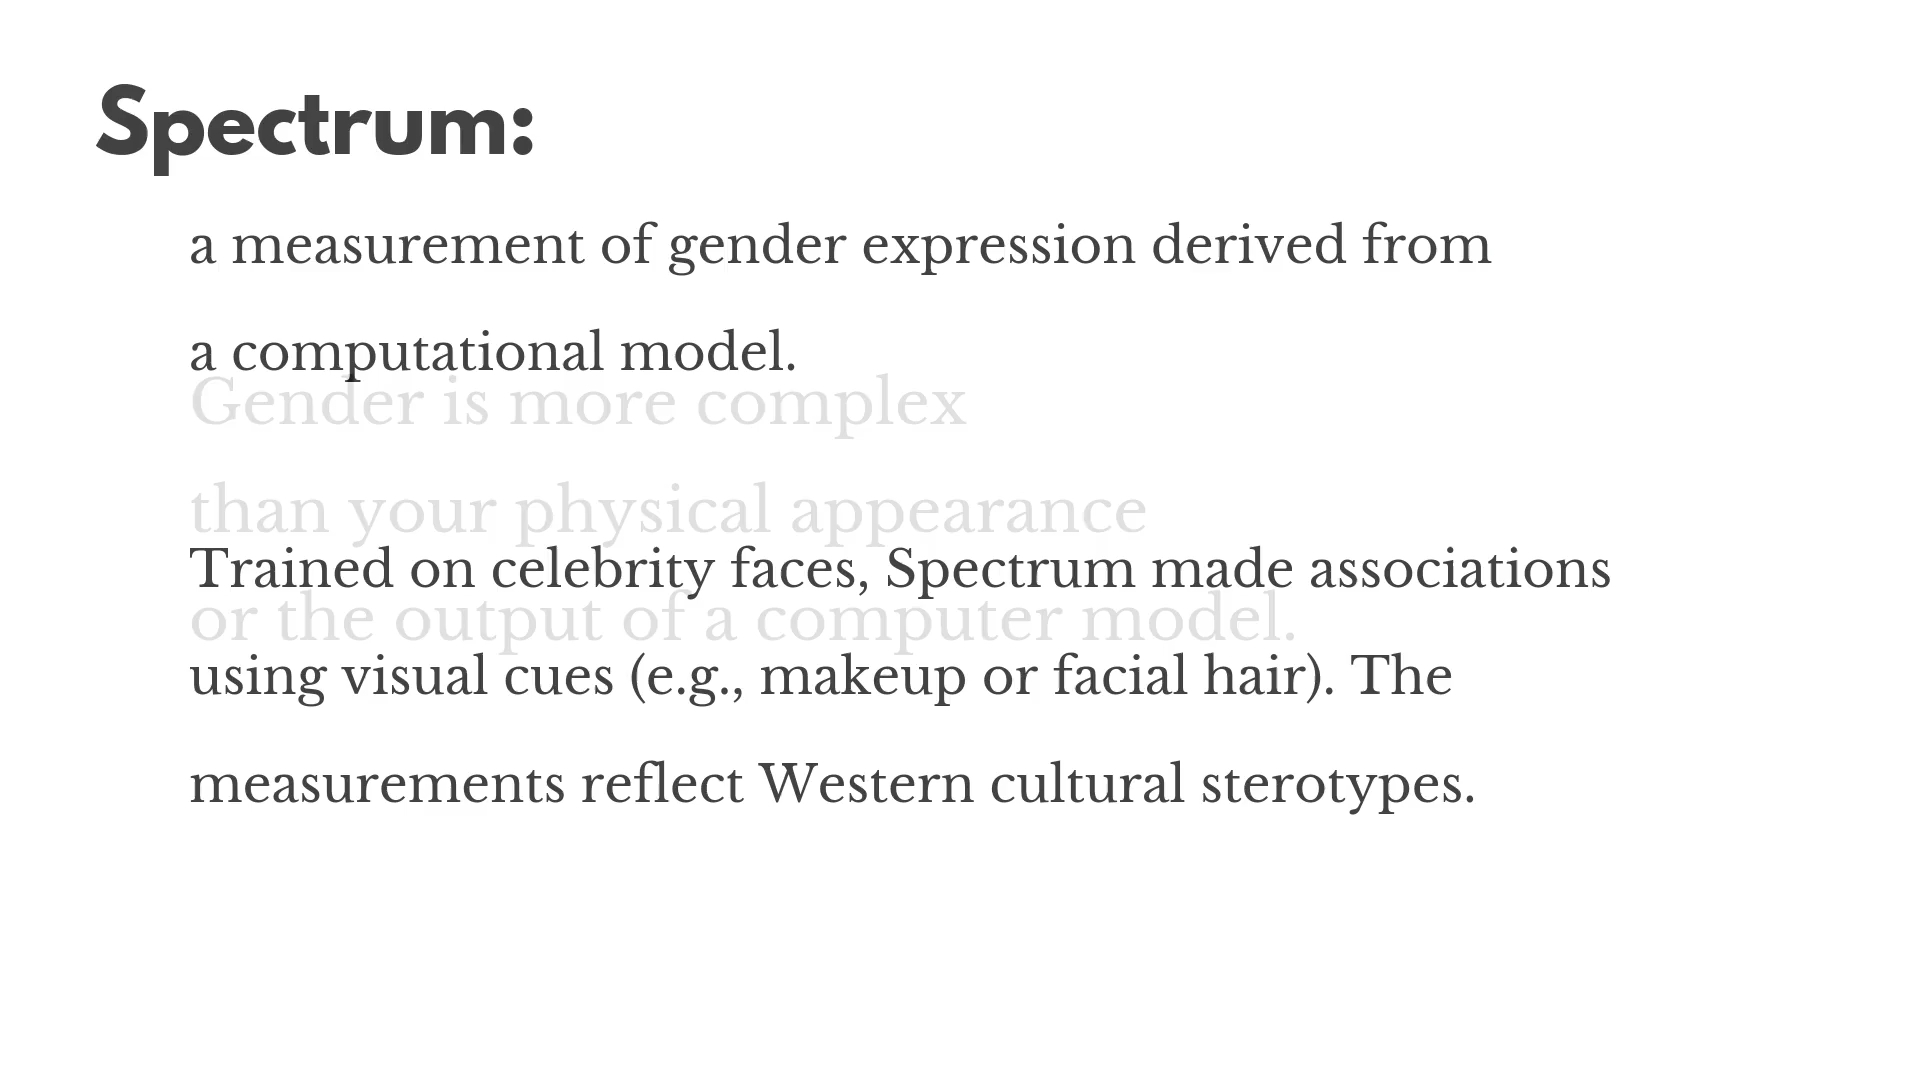 Spectrum:
a measurement of gender expression derived from
a computational model.
Gender is more complex
than your physical appearance
Trained on celebrity faces, Spectrum made associations
or the output of a computer model.
using visual cues (e.g., makeup or facial hair). The
measurements reflect Western cultural sterotypes.